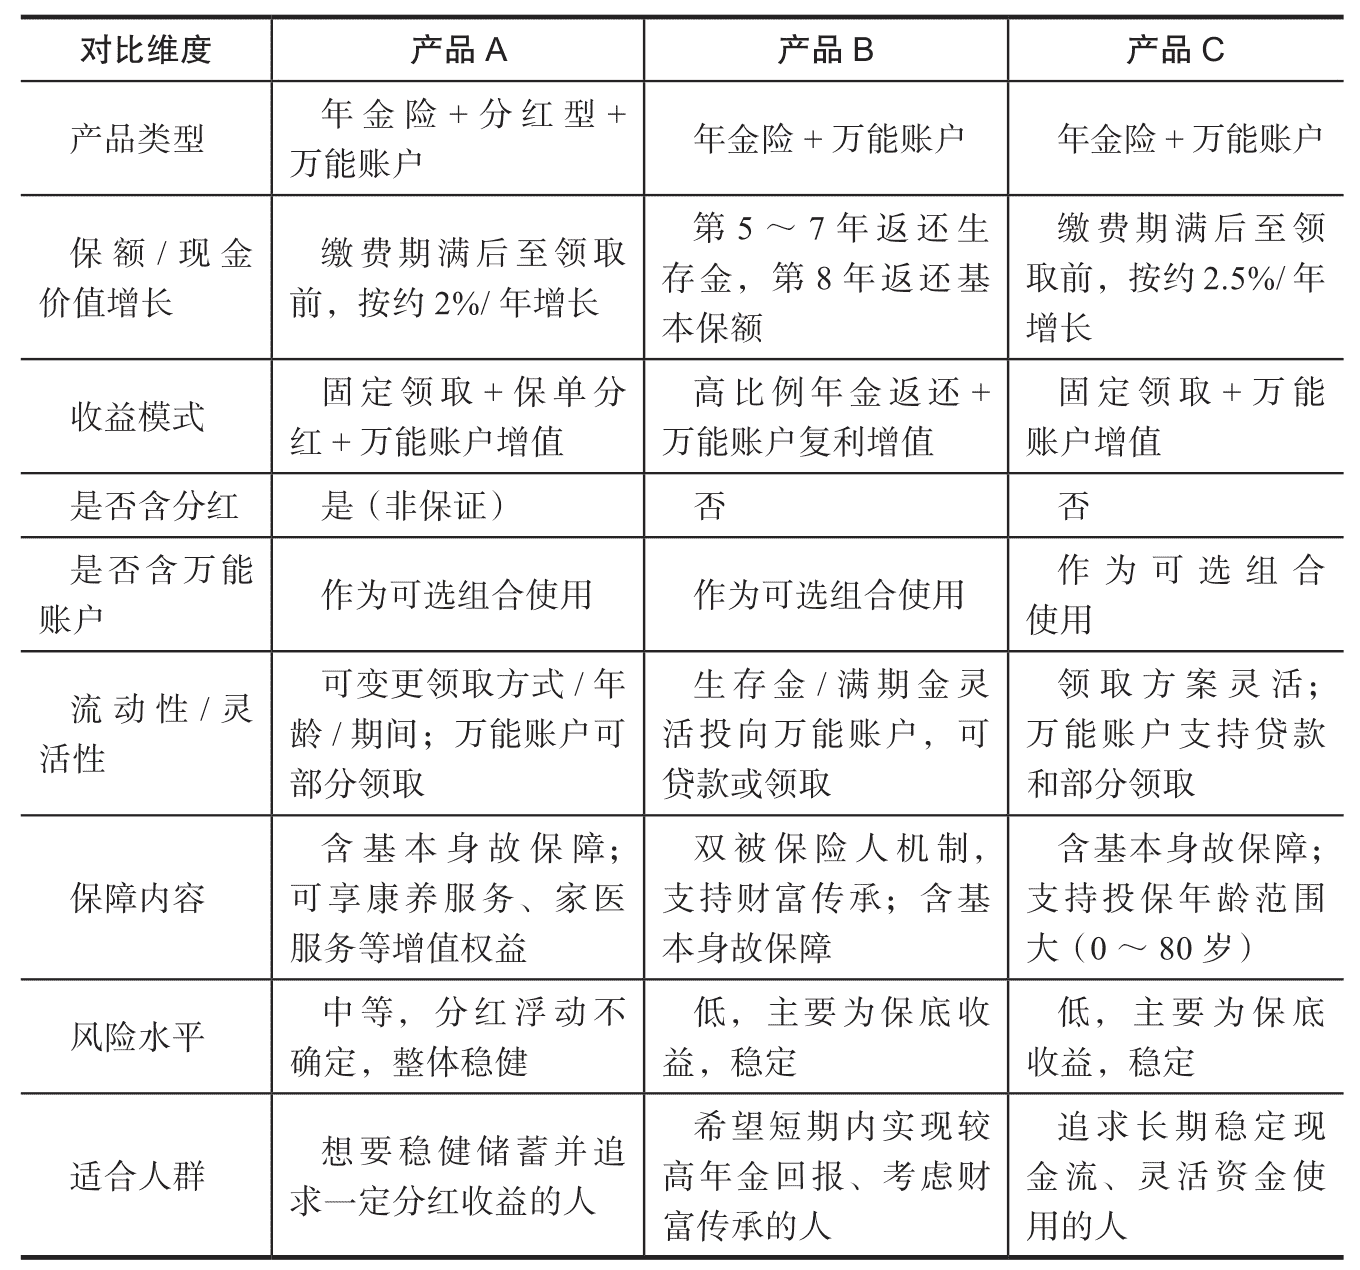 对比维度 产品 A 产品 B 产品 C
产品类型
年金险 + 分红型 +
万能账户
年金险 + 万能账户
年金险 + 万能账户
保额 / 现金
价值增长
缴费期满后至领取
前，按约 2%/ 年增长
第 5 ～ 7 年返还生
存金，第 8 年返还基
本保额
缴费期满后至领
取前，按约 2.5%/ 年
增长
收益模式
固定领取 + 保单分
红 + 万能账户增值
高比例年金返还 +
万能账户复利增值
固定领取 + 万能
账户增值
是否含分红 是（非保证） 否 否
是否含万能
账户
作为可选组合使用
作为可选组合使用
作为可选组合
使用
流动性 / 灵
活性
可变更领取方式 / 年
龄 / 期间；万能账户可
部分领取
生存金 / 满期金灵
活投向万能账户，可
贷款或领取
领取方案灵活；
万能账户支持贷款
和部分领取
保障内容
含基本身故保障；
可享康养服务、家医
服务等增值权益
双被保险人机制，
支持财富传承；含基
本身故保障
含基本身故保障；
支持投保年龄范围
大（0 ～ 80 岁）
风险水平
中等，分红浮动不
确定，整体稳健
低，主要为保底收
益，稳定
低，主要为保底
收益，稳定
适合人群
想要稳健储蓄并追
求一定分红收益的人
希望短期内实现较
高年金回报、考虑财
富传承的人
追求长期稳定现
金流、灵活资金使
用的人